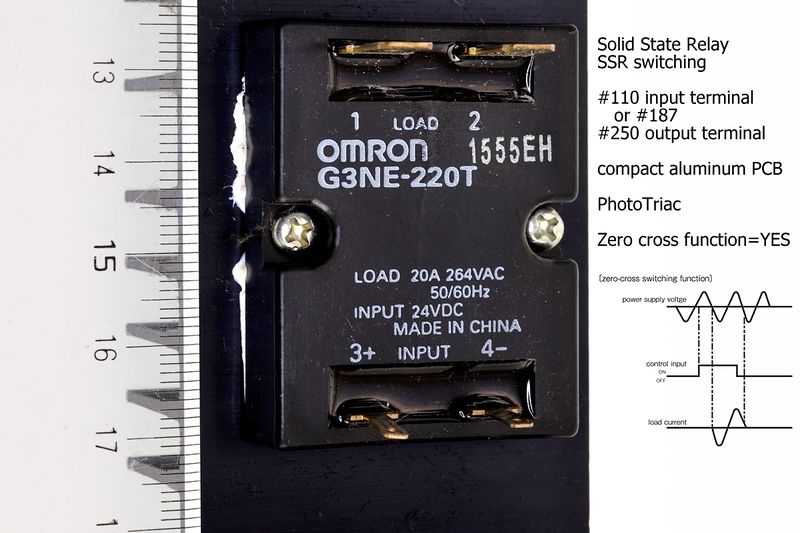 13
14
15
16
17
1
1 LOAD 2
OMRON 1555EH
G3NE-220T
LOAD 20A 264VAC
50/60Hz
INPUT 24VDC
MADE IN CHINA
3+ INPUT 4-
Solid State Relay
SSR switching
#110 input terminal
or #187
#250 output terminal
compact aluminum PCB
PhotoTriac
Zero cross function=YES
[zero-cross switching function]
power supply voltge
control input
ON
OFF
load current